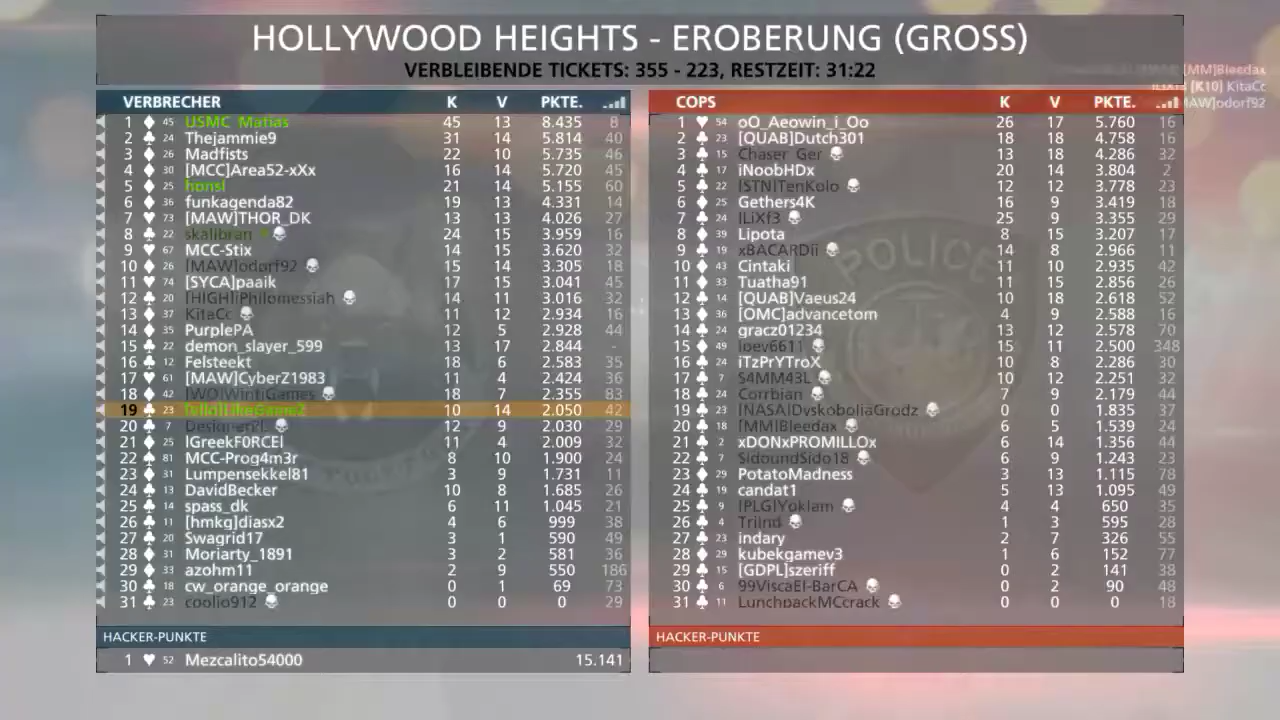 HOLLYWOOD HEIGHTS - EROBERUNG (GROSS)
VERBLEIBENDE TICKETS: 355 - 223, RESTZEIT: 31:22
[MM]Bleedax
[K10] KitaCc
[MAW]odorf92
VERBRECHER K V PKTE.
1 45 USMC_Matias 45 13 8.435 8
2 24 Thejammie9 31 14 5.814 40
3 26 Madfists 22 10 5.735 46
4 30 [MCC]Area52-xXx 16 14 5.720 45
5 25 honsl 21 14 5.155 60
6 36 funkagenda82 19 13 4.331 14
7 73 [MAW]THOR_DK 13 13 4.026 27
8 22 skalibran 24 15 3.959 16
9 67 MCC-Stix 14 15 3.620 32
10 26 [MAW]odorf92 15 14 3.305 18
11 74 [SYCA]paaik 17 15 3.041 45
12 20 [HIGH]Philomessiah 14 11 3.016 32
13 37 KitaCc 11 12 2.934 16
14 35 PurplePA 12 5 2.928 44
15 22 demon_slayer_599 13 17 2.844 -
16 12 Felsteekt 18 6 2.583 35
17 61 [MAW]CyberZ1983 11 4 2.424 36
18 42 [WO]WintiGames 18 7 2.355 83
19 23 10 14 2.050 42
20 7 12 9 2.030 29
21 25 lGreekF0RCEl 11 4 2.009 32
22 81 MCC-Prog4m3r 8 10 1.900 24
23 31 Lumpensekkel81 3 9 1.731 11
24 13 DavidBecker 10 8 1.685 26
25 14 spass_dk 6 11 1.045 21
26 11 [hmkg]diasx2 4 6 999 38
27 20 Swagrid17 3 1 590 49
28 31 Moriarty_1891 3 2 581 36
29 33 azohm11 2 9 550 186
30 18 cw_orange_orange 0 1 69 73
31 23 coolio912 0 0 0 29
HACKER-PUNKTE
1 52 Mezcalito54000 15.141
COPS K V PKTE.
1 54 oO_Aeowin_i_Oo 26 17 5.760 16
2 23 [QUAB]Dutch301 18 18 4.758 16
3 15 Chaser_Ger 13 18 4.286 32
4 17 iNoobHDx 20 14 3.804 2
5 22 [STN]TenKolo 12 12 3.778 23
6 25 Gethers4K 16 9 3.419 18
7 24 iLiXf3 25 9 3.355 29
8 39 Lipota 8 15 3.207 17
9 19 xBACARDii 14 8 2.966 11
10 43 Cintaki 11 10 2.935 42
11 33 Tuatha91 11 15 2.856 26
12 14 [QUAB]Vaeus24 10 18 2.618 52
13 36 [OMC]advancetom 4 9 2.588 16
14 24 gracz01234 13 12 2.578 70
15 49 Joey6611 15 11 2.500 348
16 24 iTzPrYTroX 10 8 2.286 30
17 7 S4MM43L 10 12 2.251 32
18 24 Corrbian 7 9 2.179 44
19 23 [NASA]DyskoboliaGrodz 0 0 1.835 37
20 18 [MM]Bleedax 6 5 1.539 24
21 2 xDONxPROMILLOx 6 14 1.356 44
22 7 SidoundSido18 6 9 1.243 23
23 29 PotatoMadness 3 13 1.115 78
24 19 candat1 5 13 1.095 49
25 9 [PLG]Yoklam 4 4 650 35
26 4 Triind 1 3 595 28
27 23 indary 2 7 326 55
28 29 kubekgamev3 1 6 152 77
29 15 [GDPL]szeriff 0 2 141 38
30 6 99ViscaEl-BarCA 0 2 90 48
31 11 LunchpackMCcrack 0 0 0 18
HACKER-PUNKTE
POLICE